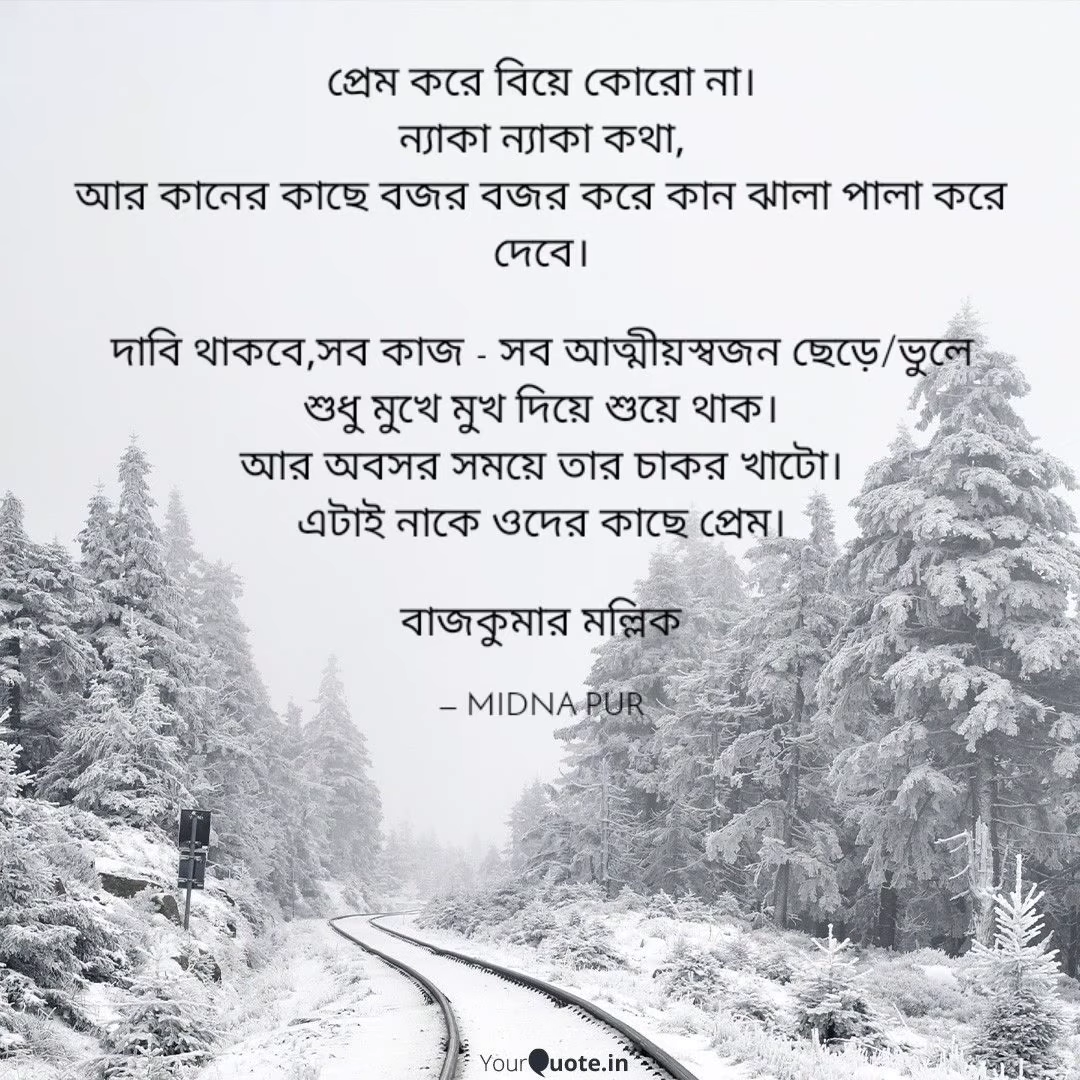 প্রেম করে বিয়ে কোরো না।
ন্যাকা ন্যাকা কথা,
আর কানের কাছে বজর বজর করে কান ঝালা পালা করে
দেবে।
দাবি থাকবে,সব কাজ - সব আত্মীয়স্বজন ছেড়ে/ভুলে
শুধু মুখে মুখ দিয়ে শুয়ে থাক।
আর অবসর সময়ে তার চাকর খাটো।
এটাই নাকে ওদের কাছে প্রেম।
বাজকুমার মল্লিক
– MIDNA PUR
YourQuote.in